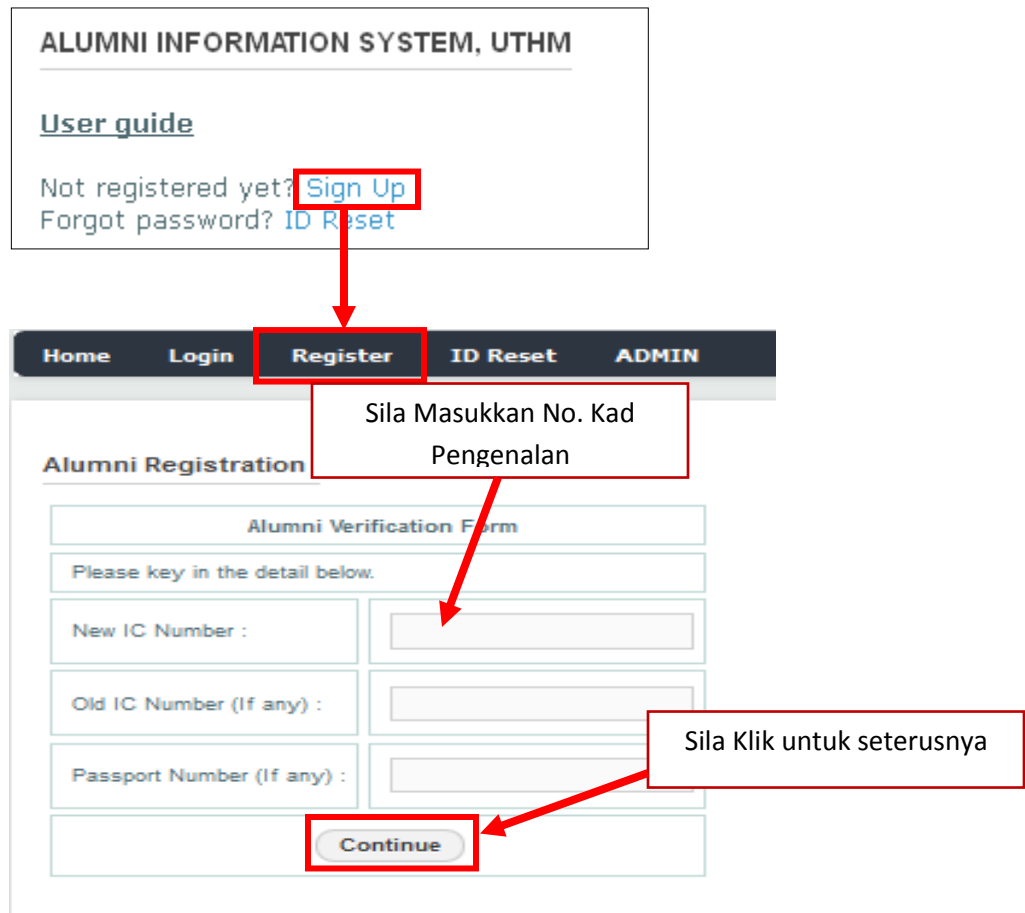 ALUMNI INFORMATION SYSTEM, UTHM
User guide
Not registered yet? Sign Up
Forgot password? ID Reset
Home Login Register ID Reset ADMIN
Sila Masukkan No. Kad
Pengenalan
Alumni Registration
Alumni Verification Form
Please key in the detail below.
New IC Number :
Old IC Number (If any) :
Sila Klik untuk seterusnya
Passport Number (If any) :
Continue